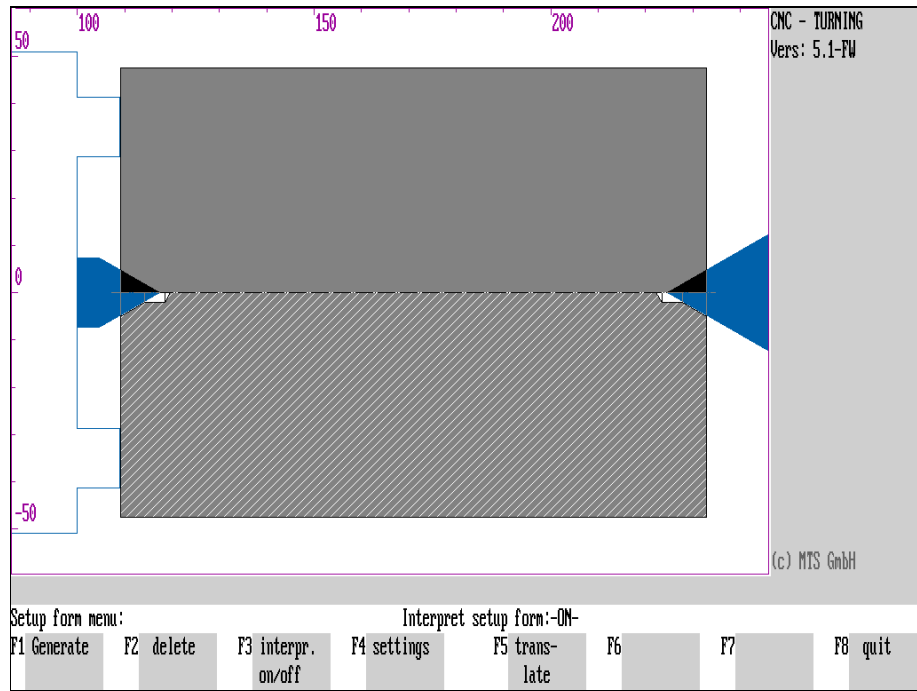 100 150 200 CNC - TURNING
50 Vers: 5.1-FW
0
-50
(c) MTS GmbH
Setup form menu: Interpret setup form:-ON-
F1 Generate F2 delete F3 interpr. F4 settings F5 trans- F6 F7 F8 quit
on/off late